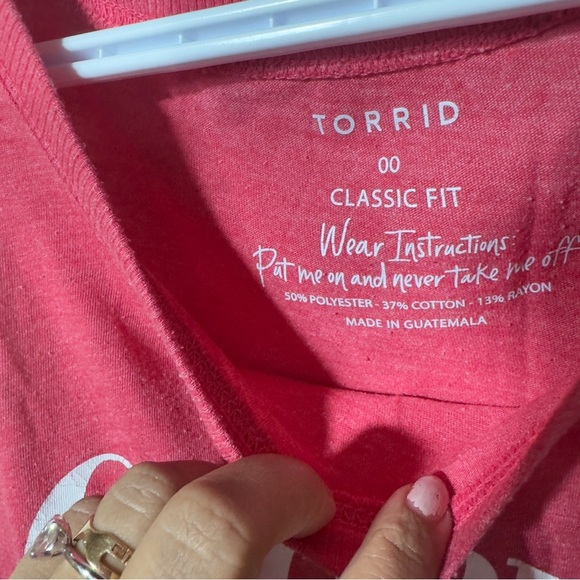 TORRID
00
CLASSIC FIT
Wear Instructions:
Put me on and never take me off
50% POLYESTER - 37% COTTON - 13% RAYON
MADE IN GUATEMALA